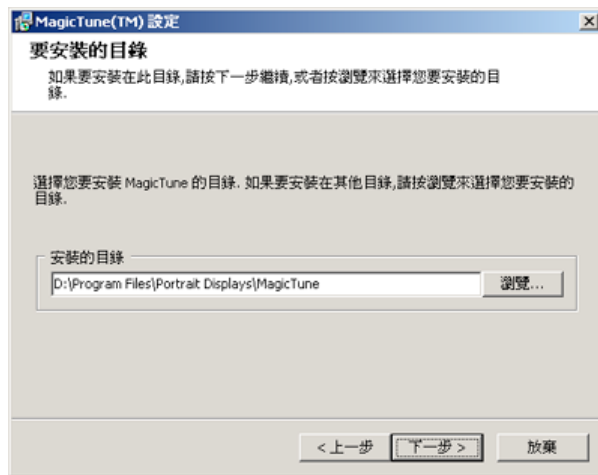 MagicTune(TM) 設定
要安裝的目錄
如果要安裝在此目錄,請按下一步繼續,或者按瀏覽來選擇您要安裝的目
錄.
選擇您要安裝 MagicTune 的目錄. 如果要安裝在其他目錄,請按瀏覽來選擇您要安裝的
目錄.
安裝的目錄
D:\Program Files\Portrait Displays\MagicTune
瀏覽...
<上一步
下一步 >
放棄